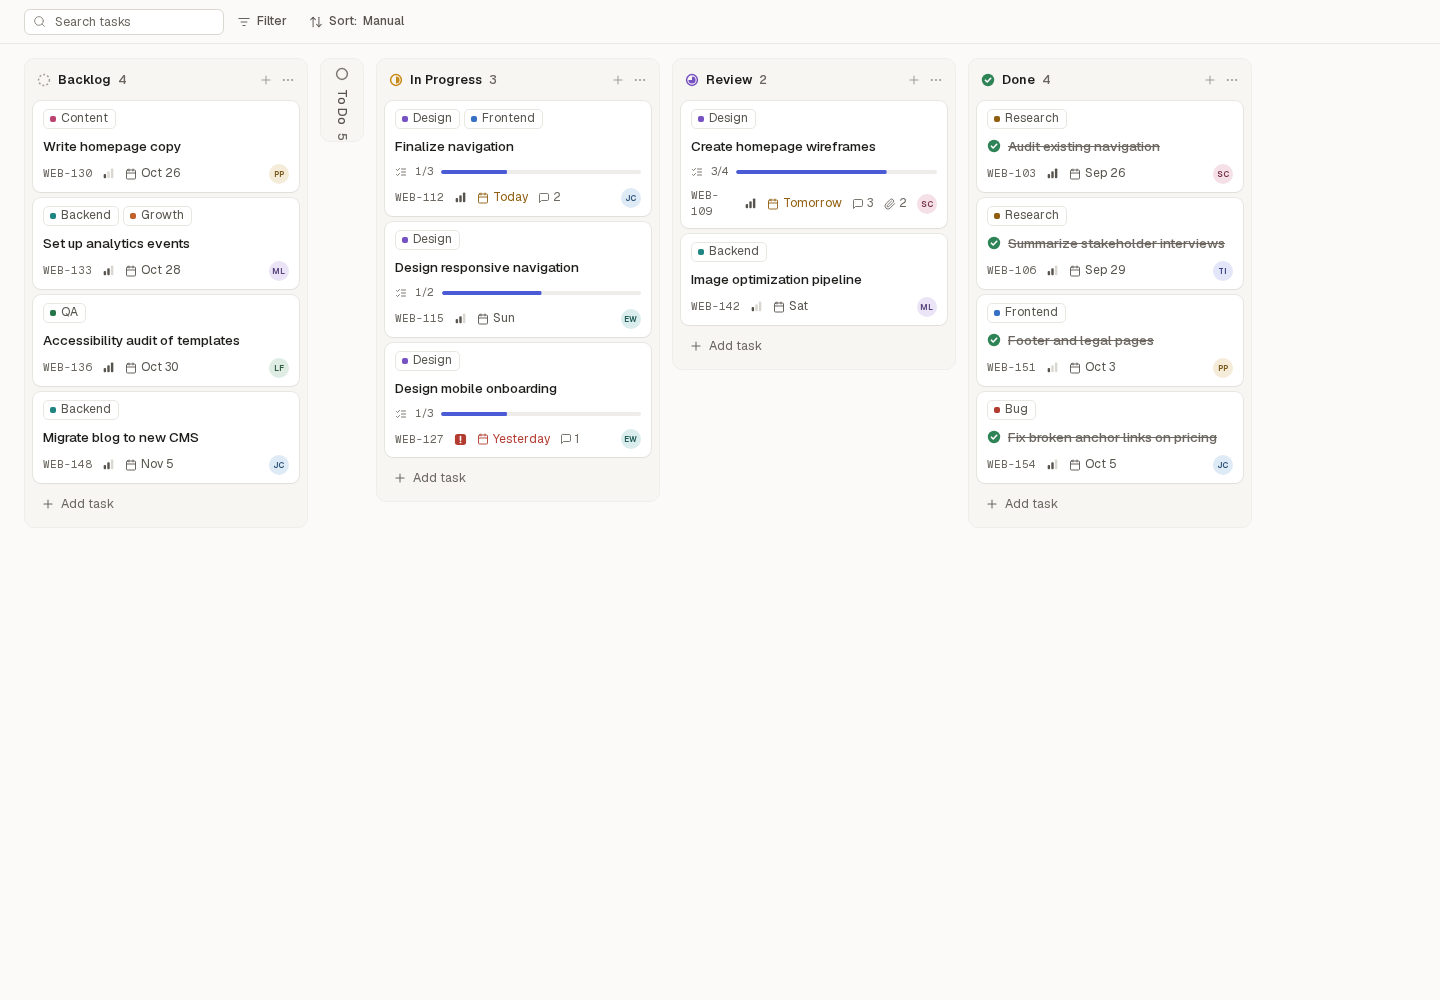 Search tasks
Filter
Sort: Manual
Backlog 4
Content
Write homepage copy
WEB-130 Oct 26 PP
Backend Growth
Set up analytics events
WEB-133 Oct 28 ML
QA
Accessibility audit of templates
WEB-136 Oct 30 LF
Backend
Migrate blog to new CMS
WEB-148 Nov 5 JC
Add task
To Do 5
In Progress 3
Design Frontend
Finalize navigation
1/3
WEB-112 Today 2 JC
Design
Design responsive navigation
1/2
WEB-115 Sun EW
Design
Design mobile onboarding
1/3
WEB-127 Yesterday 1 EW
Add task
Review 2
Design
Create homepage wireframes
3/4
WEB-
109 Tomorrow 3 2 SC
Backend
Image optimization pipeline
WEB-142 Sat ML
Add task
Done 4
Research
Audit existing navigation
WEB-103 Sep 26 SC
Research
Summarize stakeholder interviews
WEB-106 Sep 29 TI
Frontend
Footer and legal pages
WEB-151 Oct 3 PP
Bug
Fix broken anchor links on pricing
WEB-154 Oct 5 JC
Add task